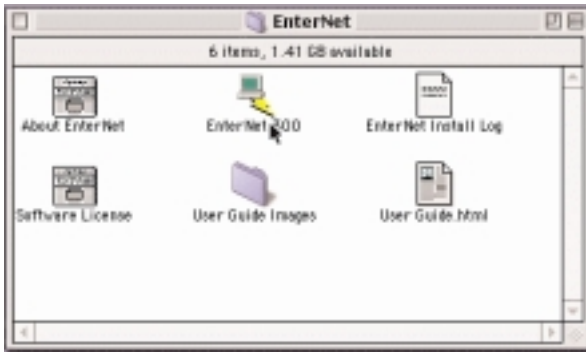 EnterNet
6 items, 1.41 GB available
About EnterNet
EnterNet 300
EnterNet Install Log
Software License
User Guide Images
User Guide.html